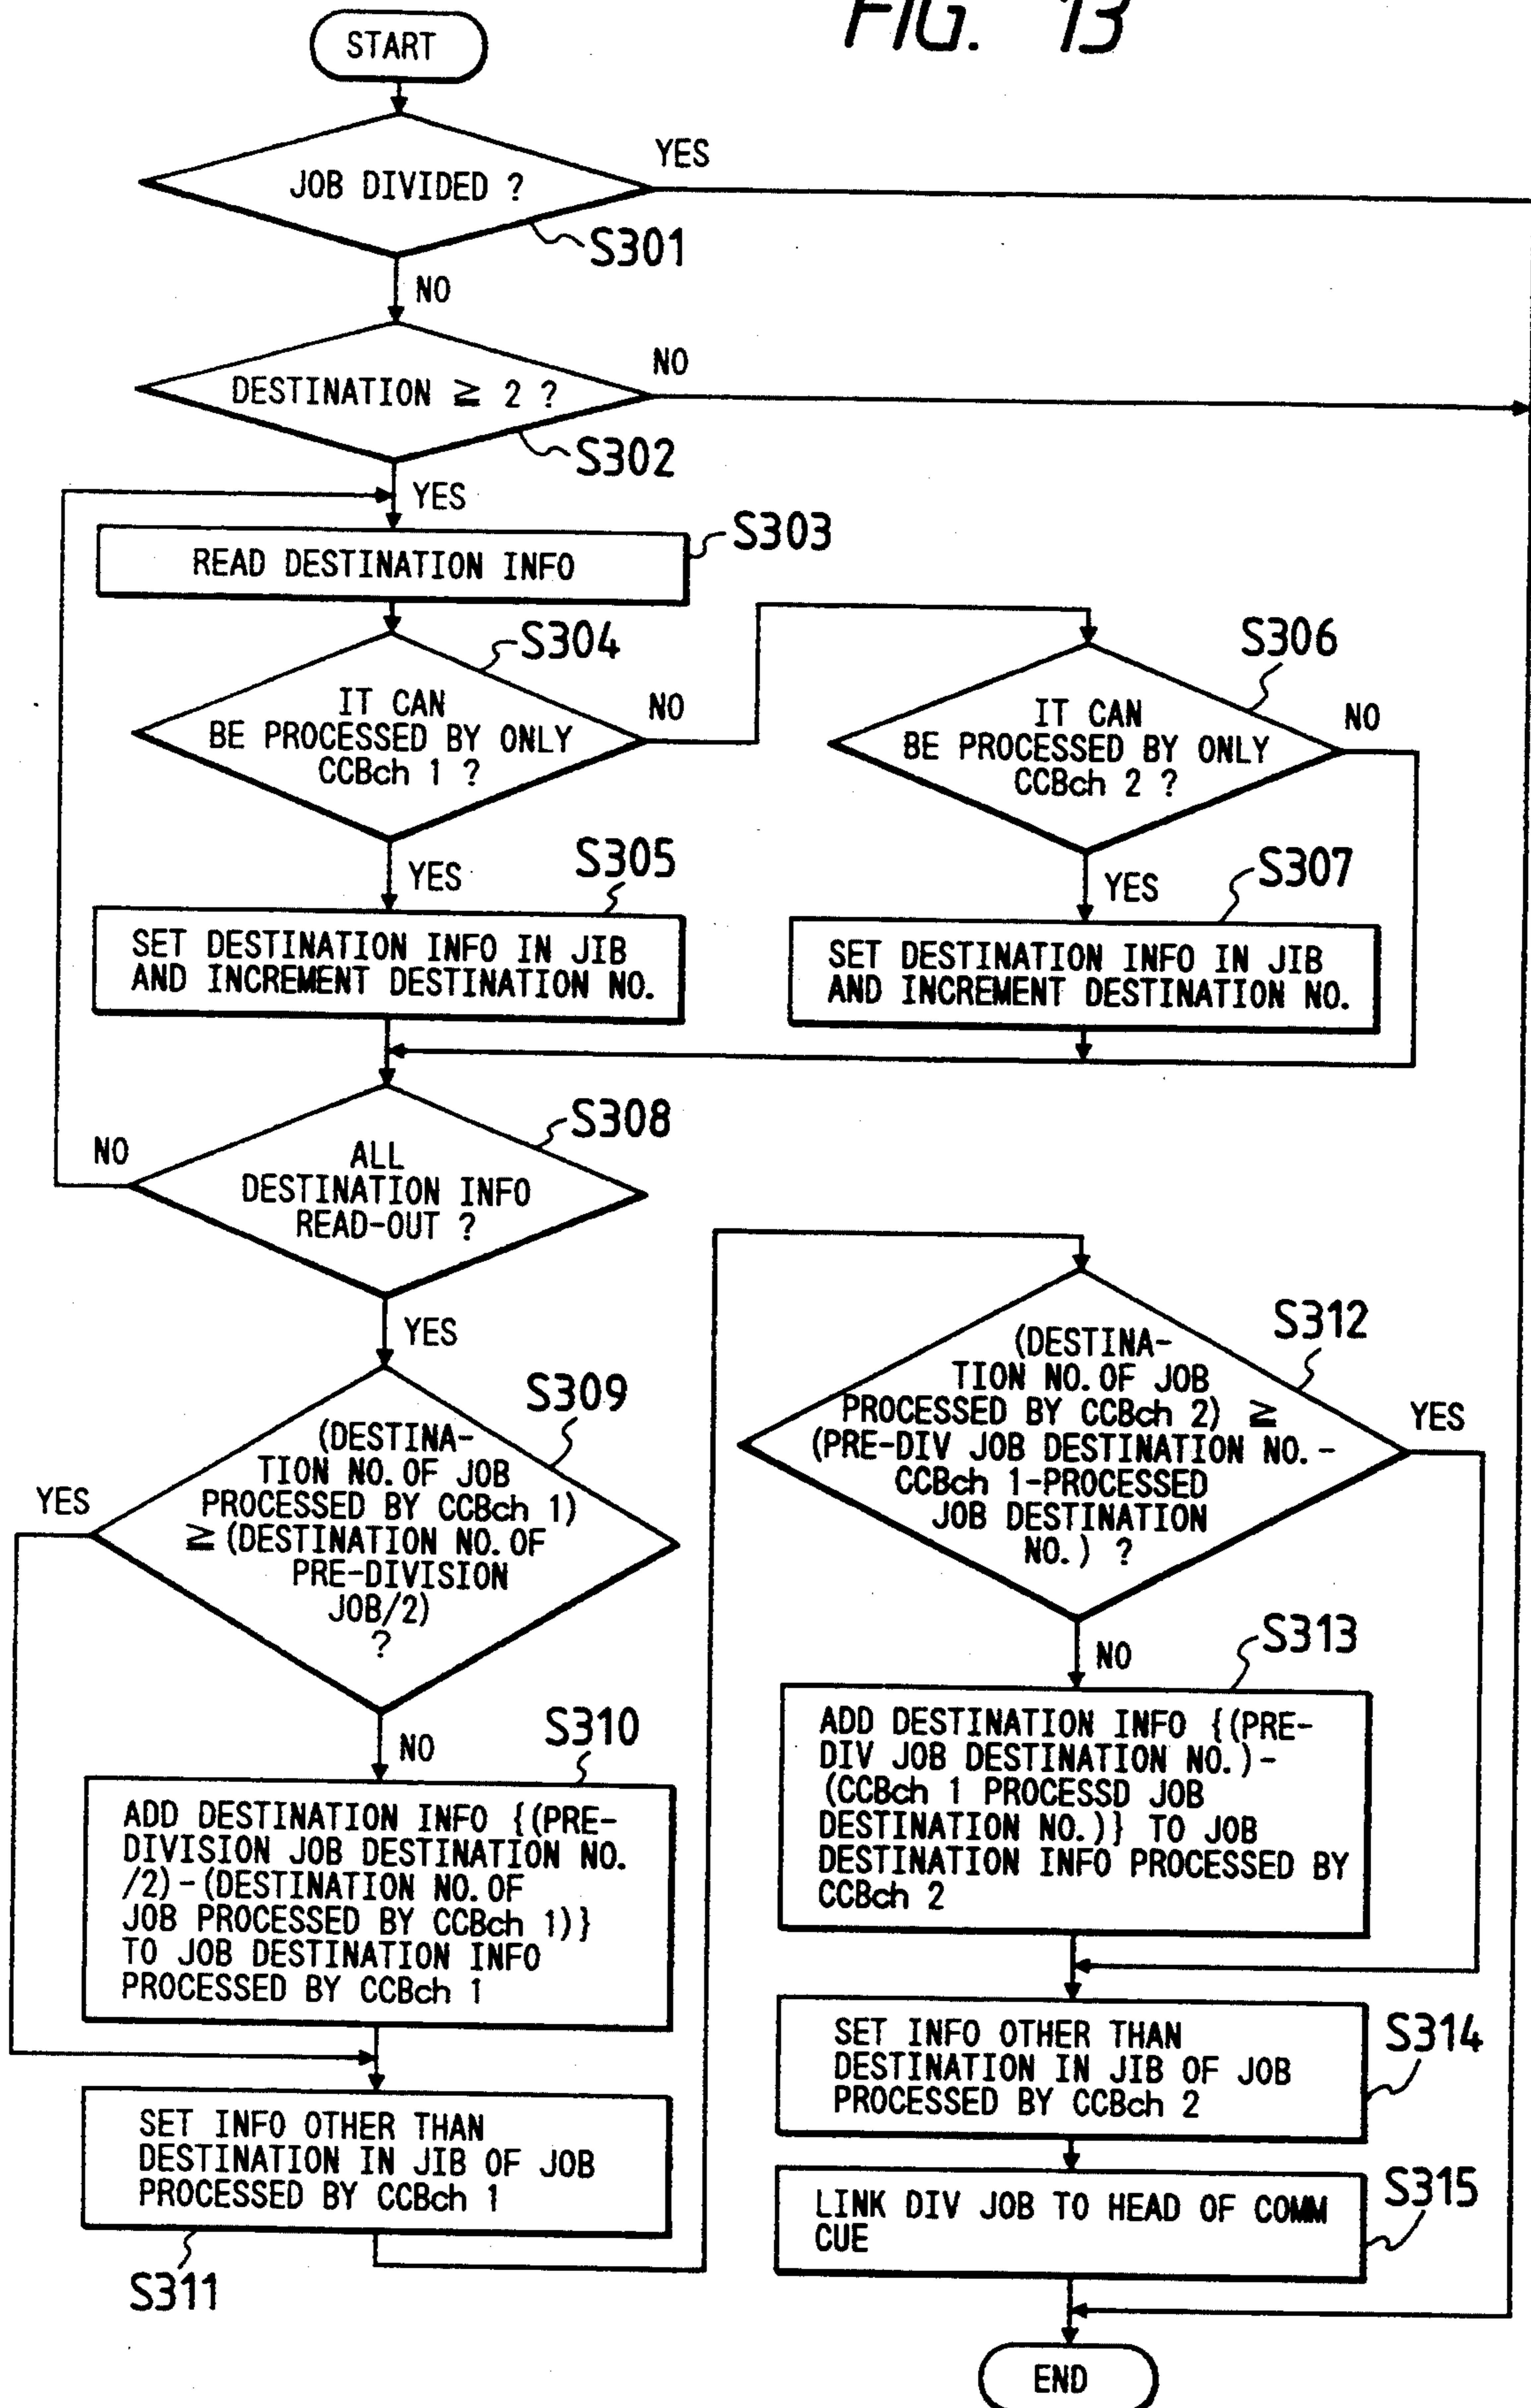 FIG. 13
START
JOB DIVIDED ?
YES
S301
NO
DESTINATION ≧ 2 ?
NO
S302
YES
READ DESTINATION INFO
S303
S304
IT CAN
BE PROCESSED BY ONLY
CCBch 1 ?
NO
S306
IT CAN
BE PROCESSED BY ONLY
CCBch 2 ?
NO
YES
S305
SET DESTINATION INFO IN JIB
AND INCREMENT DESTINATION NO.
YES
S307
SET DESTINATION INFO IN JIB
AND INCREMENT DESTINATION NO.
S308
NO
ALL
DESTINATION INFO
READ-OUT ?
YES
S309
(DESTINA-
TION NO. OF JOB
PROCESSED BY CCBch 1)
≧ (DESTINATION NO. OF
PRE-DIVISION
JOB/2)
?
YES
NO
S310
ADD DESTINATION INFO {(PRE-
DIVISION JOB DESTINATION NO.
/2)-(DESTINATION NO. OF
JOB PROCESSED BY CCBch 1)}
TO JOB DESTINATION INFO
PROCESSED BY CCBch 1
SET INFO OTHER THAN
DESTINATION IN JIB OF JOB
PROCESSED BY CCBch 1
S311
S312
(DESTINA-
TION NO. OF JOB
PROCESSED BY CCBch 2) ≧
(PRE-DIV JOB DESTINATION NO. -
CCBch 1-PROCESSED
JOB DESTINATION
NO.) ?
YES
NO
S313
ADD DESTINATION INFO {(PRE-
DIV JOB DESTINATION NO.)-
(CCBch 1 PROCESSD JOB
DESTINATION NO.)} TO JOB
DESTINATION INFO PROCESSED BY
CCBch 2
SET INFO OTHER THAN
DESTINATION IN JIB OF JOB
PROCESSED BY CCBch 2
S314
LINK DIV JOB TO HEAD OF COMM
CUE
S315
END